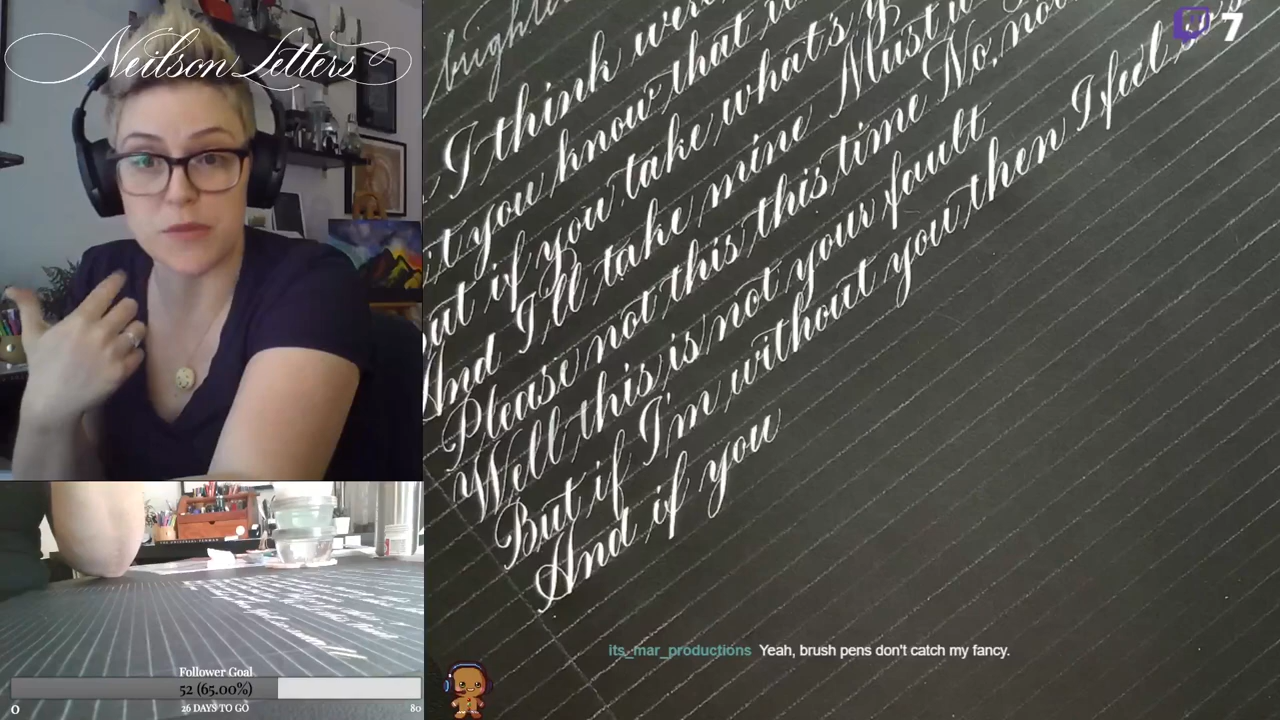 Neilson Letters
7
brighte
I think were
t you know that
ut if you take what's y
And I'll take mine Must
Please not this this time No, no
Well this is not your fault
But if I'm without you then I feel
And if you
Follower Goal
52 (65.00%)
0 26 DAYS TO GO 80
its_mar_productions Yeah, brush pens don't catch my fancy.